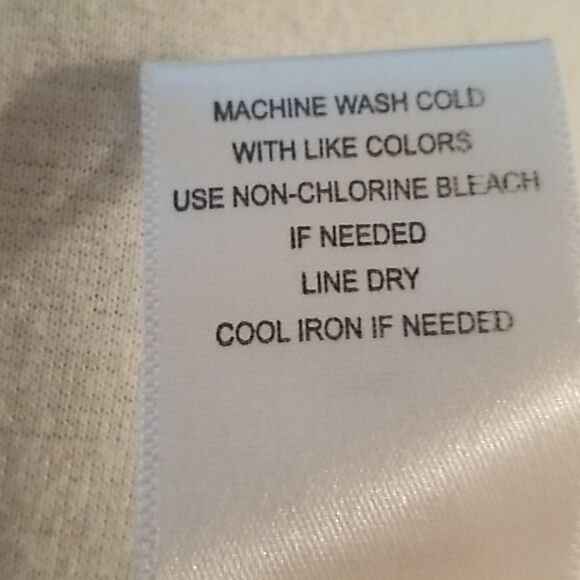 MACHINE WASH COLD
WITH LIKE COLORS
USE NON-CHLORINE BLEACH
IF NEEDED
LINE DRY
COOL IRON IF NEEDED